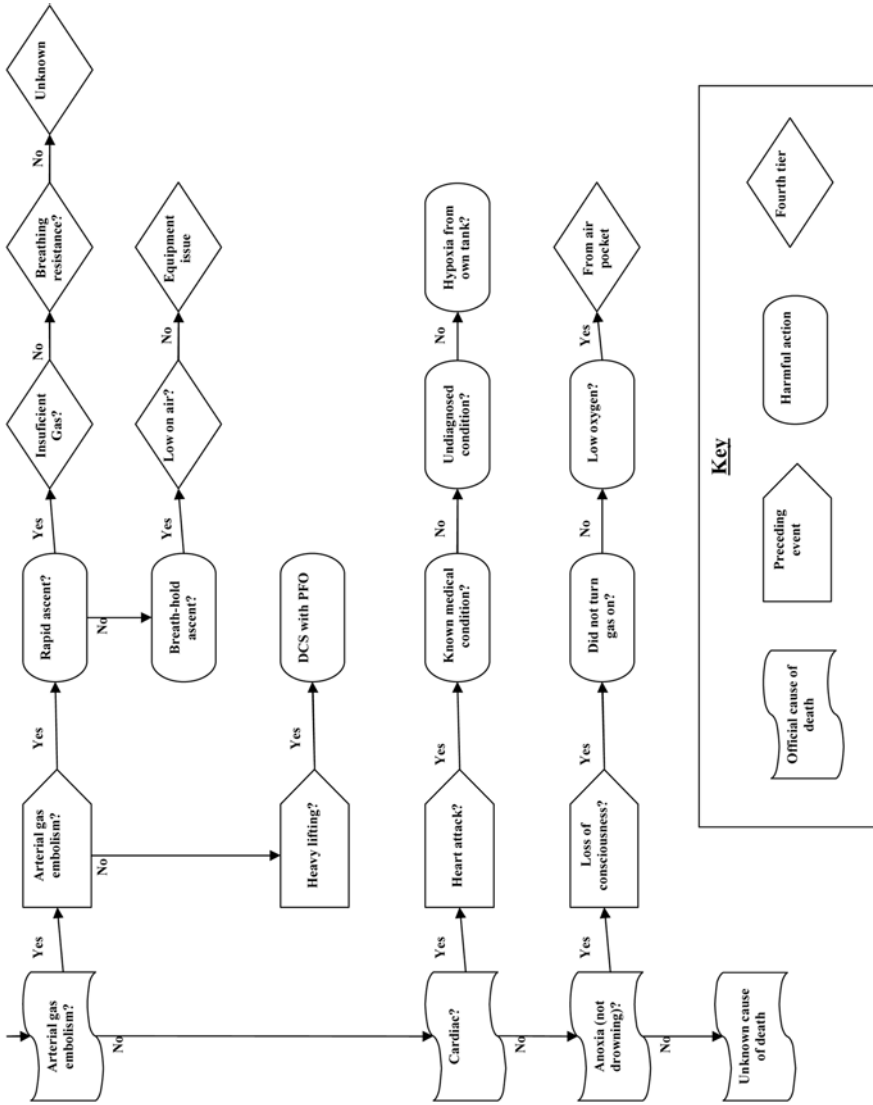 Arterial gas
embolism?
Yes
No
Arterial gas
embolism?
Yes
No
Rapid ascent?
Yes
No
Insuficient
Gas?
No
Breathing
resistance?
No
Unknown
Breath-hold
ascent?
Yes
Low on air?
No
Equipment
issue
Heavy lifting?
Yes
DCS with PFO
Cardiac?
Yes
No
Heart attack?
Yes
Known medical
condition?
No
Undiagnosed
condition?
No
Hypoxia from
own tank?
Anoxia (not
drowning)?
Yes
No
Loss of
consciousness?
Yes
Did not turn
gas on?
No
Low oxygen?
Yes
From air
pocket
Unknown cause
of death
Key
Official cause of
death
Preceding
event
Harmful action
Fourth tier